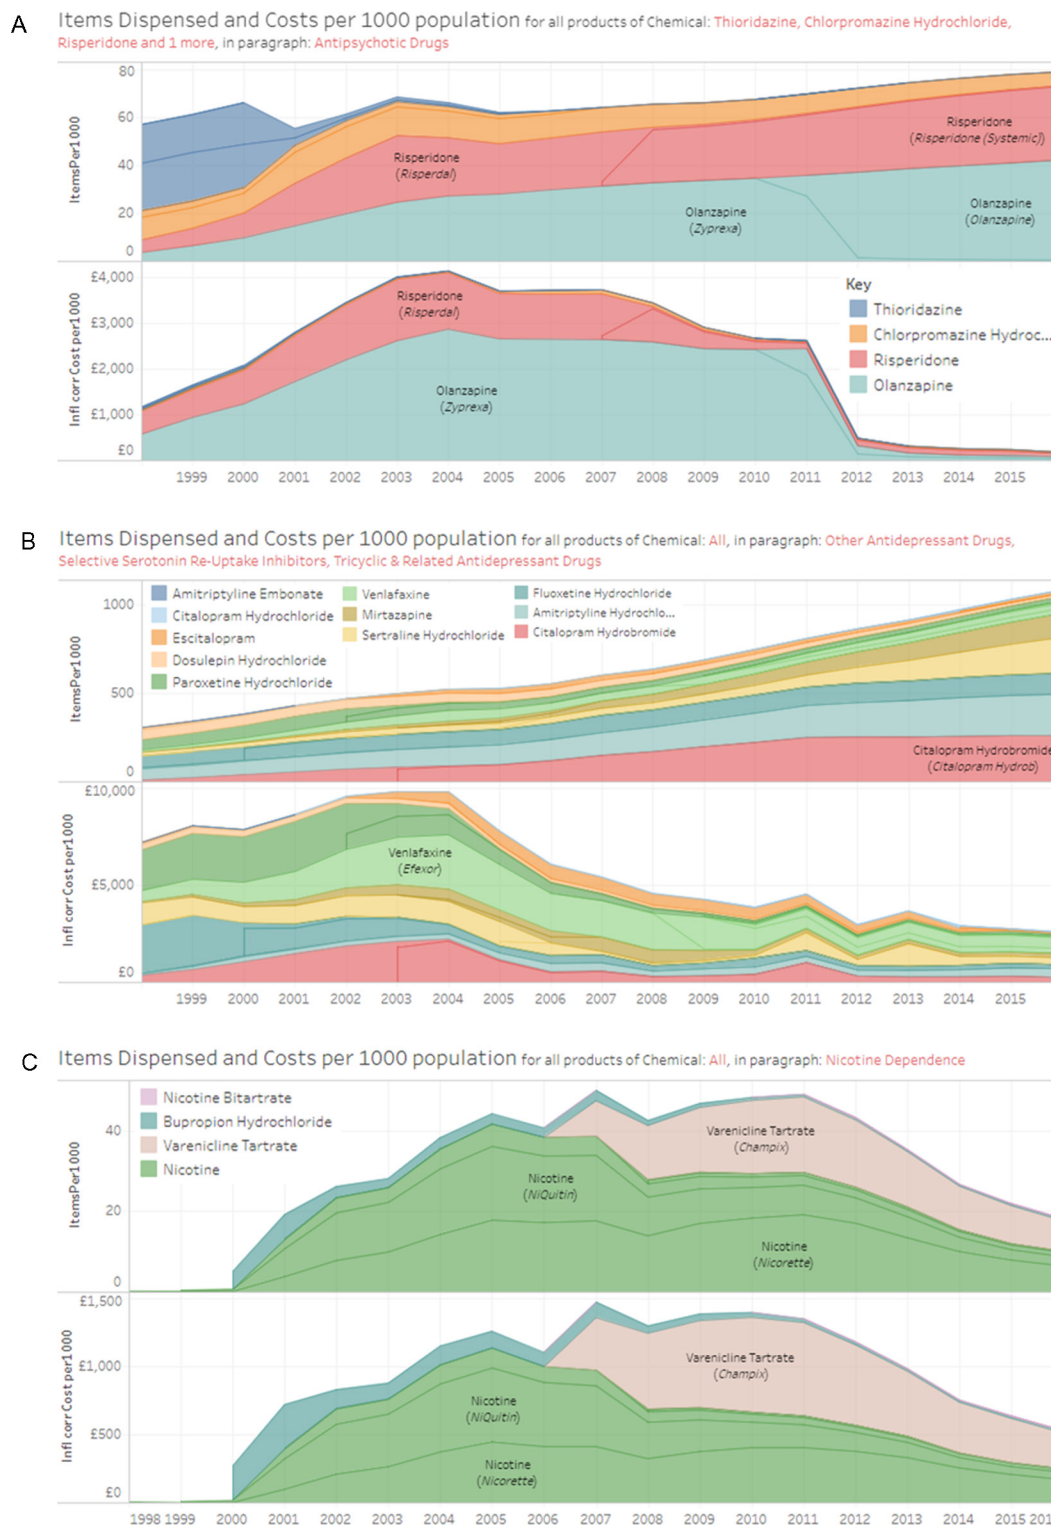 A
Items Dispensed and Costs per 1000 population for all products of Chemical: Thioridazine, Chlorpromazine Hydrochloride,
Risperidone and 1 more, in paragraph: Antipsychotic Drugs
80
60
40
20
0
ItemsPer1000
Risperidone
(Risperdal)
Risperidone
(Risperidone (Systemic))
Olanzapine
(Zyprexa)
Olanzapine
(Olanzapine)
£4,000
£3,000
£2,000
£1,000
£0
Infl corr Cost per1000
Risperidone
(Risperdal)
Olanzapine
(Zyprexa)
Key
Thioridazine
Chlorpromazine Hydroc...
Risperidone
Olanzapine
1999 2000 2001 2002 2003 2004 2005 2006 2007 2008 2009 2010 2011 2012 2013 2014 2015
B
Items Dispensed and Costs per 1000 population for all products of Chemical: All, in paragraph: Other Antidepressant Drugs,
Selective Serotonin Re-Uptake Inhibitors, Tricyclic & Related Antidepressant Drugs
1000
500
0
ItemsPer1000
Amitriptyline Embonate
Citalopram Hydrochloride
Escitalopram
Dosulepin Hydrochloride
Paroxetine Hydrochloride
Venlafaxine
Mirtazapine
Sertraline Hydrochloride
Fluoxetine Hydrochloride
Amitriptyline Hydrochlo...
Citalopram Hydrobromide
Citalopram Hydrobromide
(Citalopram Hydrob)
£10,000
£5,000
£0
Infl corr Cost per1000
Venlafaxine
(Efexor)
1999 2000 2001 2002 2003 2004 2005 2006 2007 2008 2009 2010 2011 2012 2013 2014 2015
C
Items Dispensed and Costs per 1000 population for all products of Chemical: All, in paragraph: Nicotine Dependence
40
20
0
ItemsPer1000
Nicotine Bitartrate
Bupropion Hydrochloride
Varenicline Tartrate
Nicotine
Varenicline Tartrate
(Champix)
Nicotine
(NiQuitin)
Nicotine
(Nicorette)
£1,500
£1,000
£500
£0
Infl corr Cost per1000
Varenicline Tartrate
(Champix)
Nicotine
(NiQuitin)
Nicotine
(Nicorette)
1998 1999 2000 2001 2002 2003 2004 2005 2006 2007 2008 2009 2010 2011 2012 2013 2014 2015 201